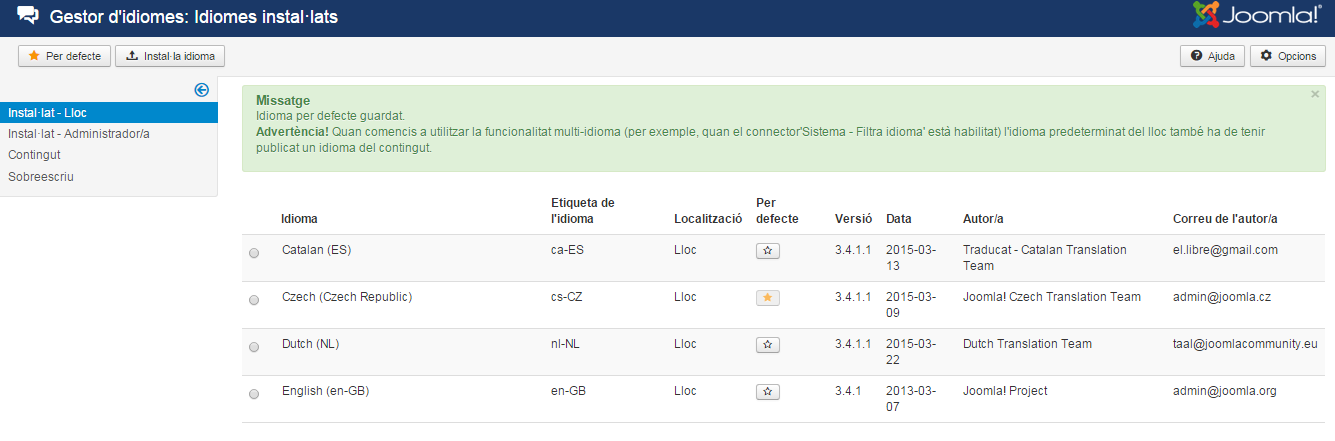 Gestor d'idiomes: Idiomes instal·lats
Joomla!®
Per defecte
Instal·la idioma
Ajuda
Opcions
Instal·lat - Lloc
Instal·lat - Administrador/a
Contingut
Sobreescriu
Missatge
Idioma per defecte guardat.
Advertència! Quan comencis a utilitzar la funcionalitat multi-idioma (per exemple, quan el connector'Sistema - Filtra idioma' està habilitat) l'idioma predeterminat del lloc també ha de tenir
publicat un idioma del contingut.
×
Idioma
Etiqueta de
l'idioma
Localització
Per
defecte
Versió
Data
Autor/a
Correu de l'autor/a
Catalan (ES)
ca-ES
Lloc
3.4.1.1
2015-03-
13
Traducat - Catalan Translation
Team
el.libre@gmail.com
Czech (Czech Republic)
cs-CZ
Lloc
3.4.1.1
2015-03-
09
Joomla! Czech Translation Team
admin@joomla.cz
Dutch (NL)
nl-NL
Lloc
3.4.1.1
2015-03-
22
Dutch Translation Team
taal@joomlacommunity.eu
English (en-GB)
en-GB
Lloc
3.4.1
2013-03-
07
Joomla! Project
admin@joomla.org